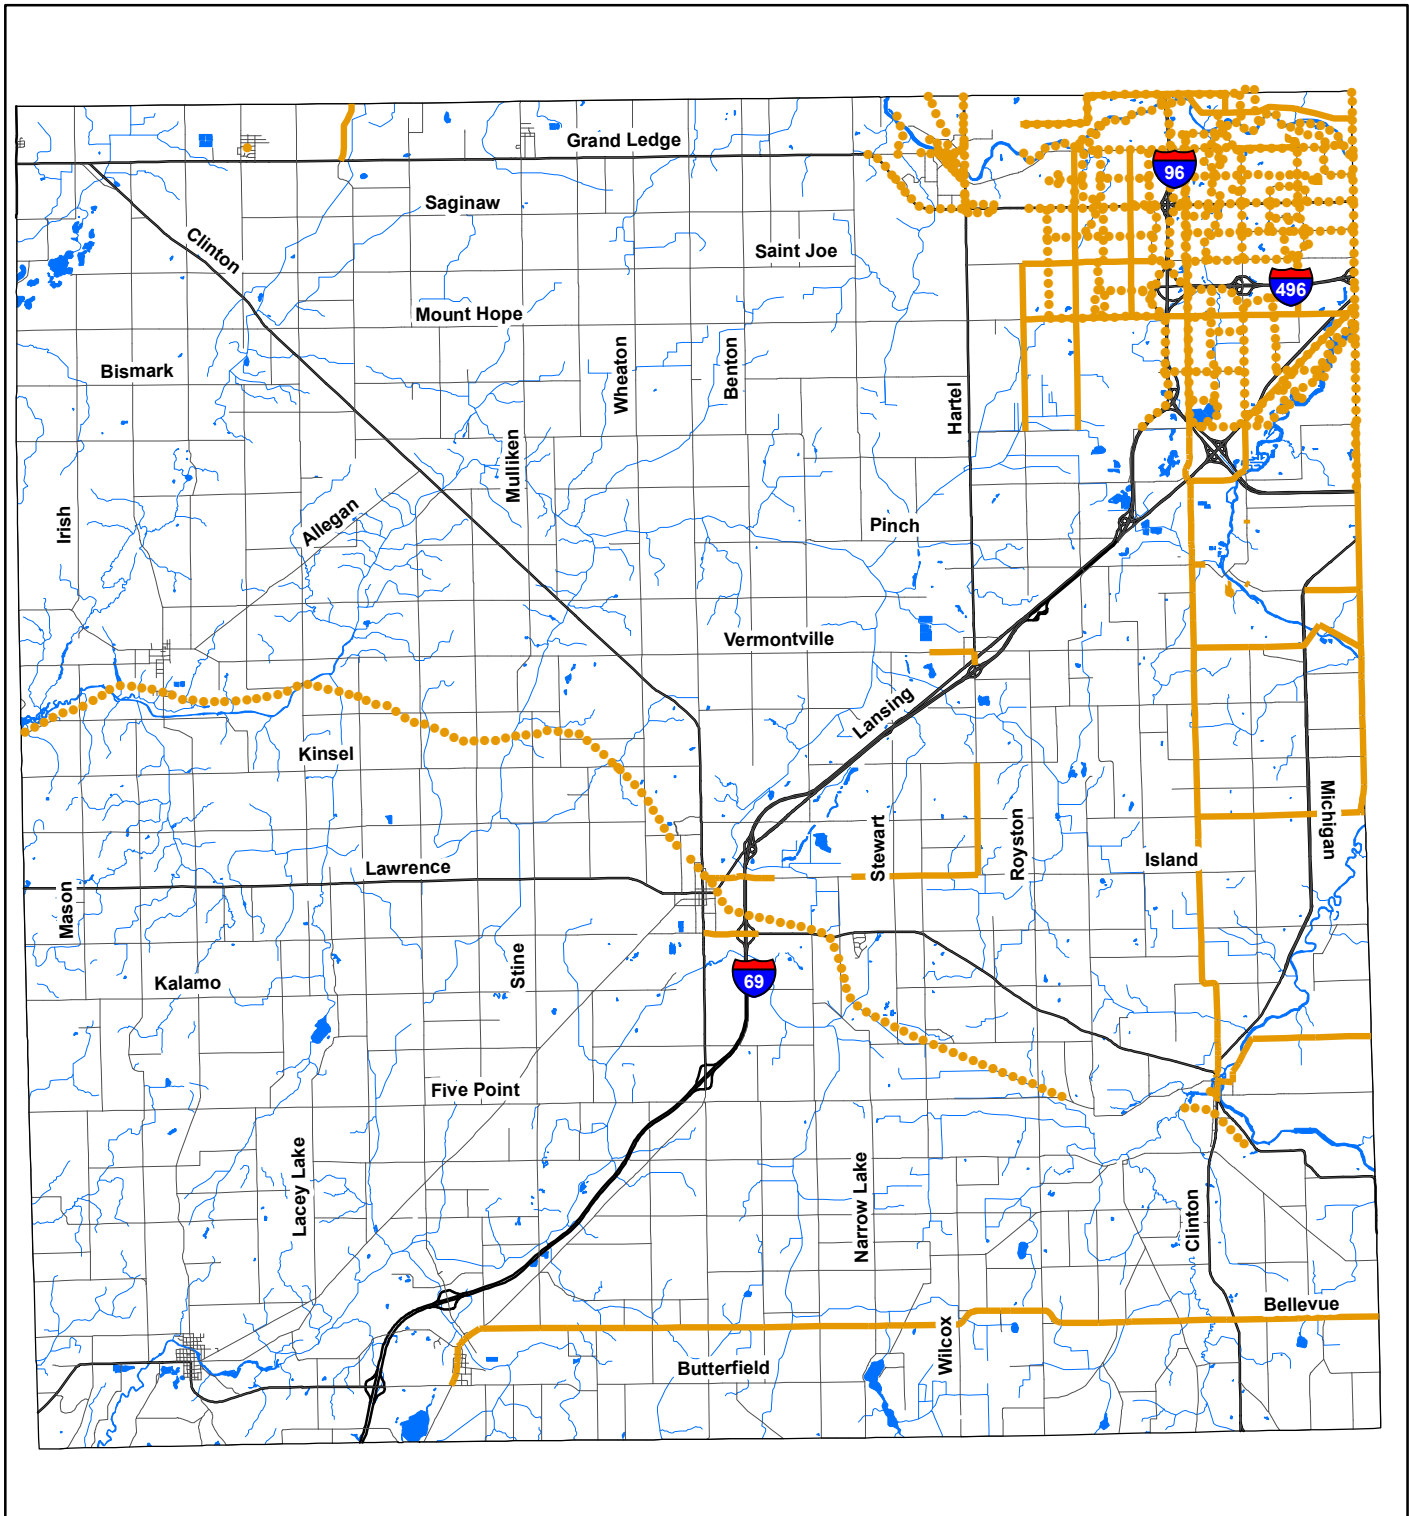 Grand Ledge
96
Saginaw
Clinton
Saint Joe
496
Mount Hope
Bismark
Wheaton
Benton
Hartel
Mulliken
Irish
Allegan
Pinch
Vermontville
Lansing
Kinsel
Michigan
Stewart
Royston
Island
Lawrence
Mason
Stine
Kalamo
69
Five Point
Lacey Lake
Narrow Lake
Clinton
Bellevue
Wilcox
Butterfield